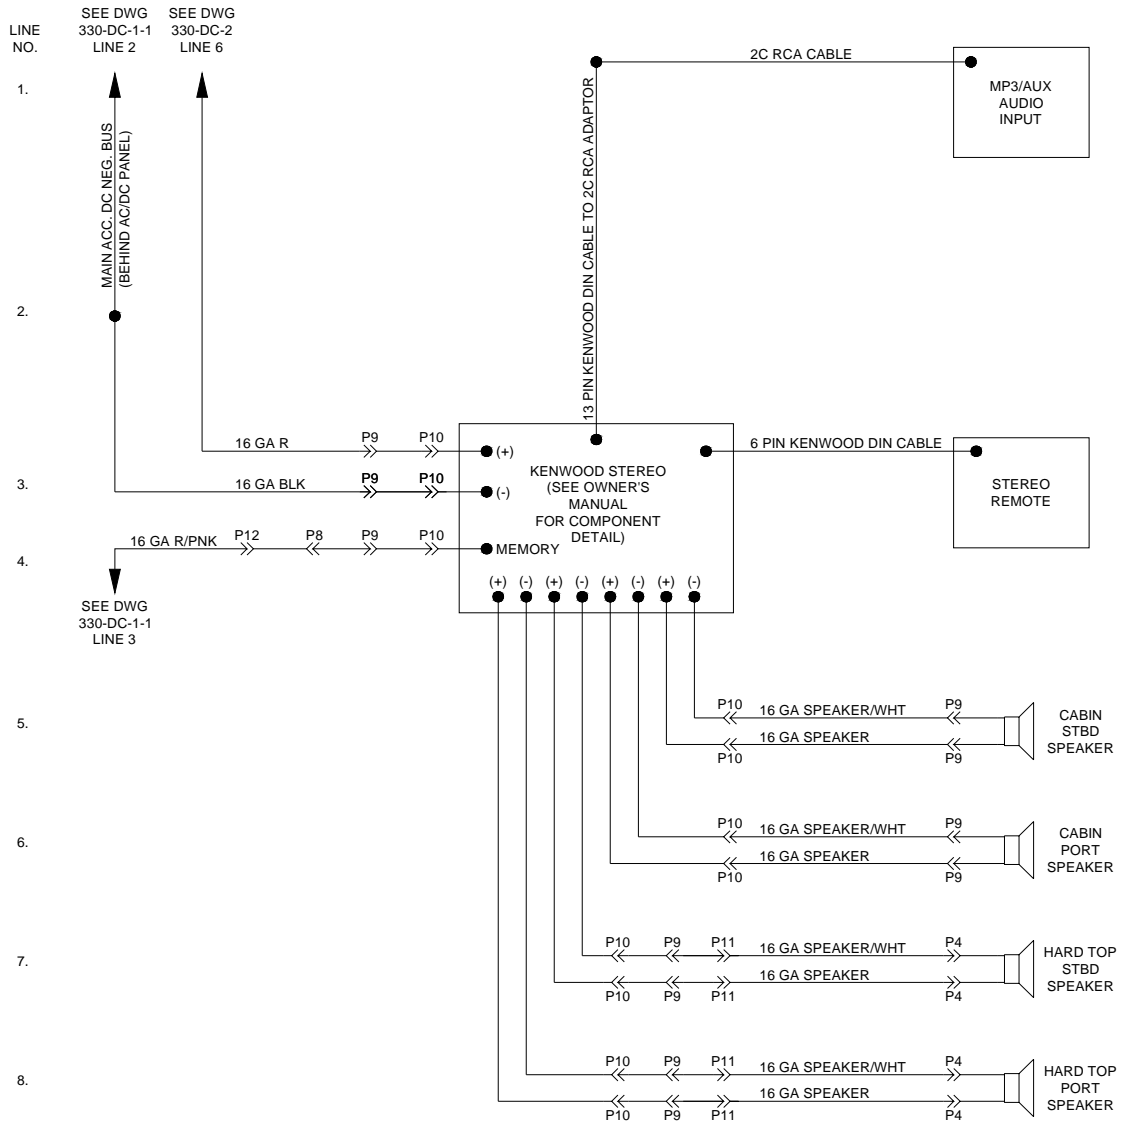 LINE
NO.
SEE DWG
330-DC-1-1
LINE 2
SEE DWG
330-DC-2
LINE 6
1.
2.
3.
4.
5.
6.
7.
8.
MAIN ACC. DC NEG. BUS
(BEHIND AC/DC PANEL)
2C RCA CABLE
13 PIN KENWOOD DIN CABLE TO 2C RCA ADAPTOR
MP3/AUX
AUDIO
INPUT
16 GA R
P9
P10
(+)
16 GA BLK
P9
P10
(-)
16 GA R/PNK
P12
P8
P9
P10
MEMORY
SEE DWG
330-DC-1-1
LINE 3
KENWOOD STEREO
(SEE OWNER'S
MANUAL
FOR COMPONENT
DETAIL)
6 PIN KENWOOD DIN CABLE
STEREO
REMOTE
(+) (-) (+) (-) (+) (-) (+) (-)
P10
16 GA SPEAKER/WHT
P9
16 GA SPEAKER
P10
P9
CABIN
STBD
SPEAKER
P10
16 GA SPEAKER/WHT
P9
16 GA SPEAKER
P10
P9
CABIN
PORT
SPEAKER
P10
P9
P11
16 GA SPEAKER/WHT
P4
16 GA SPEAKER
P10
P9
P11
P4
HARD TOP
STBD
SPEAKER
P10
P9
P11
16 GA SPEAKER/WHT
P4
16 GA SPEAKER
P10
P9
P11
P4
HARD TOP
PORT
SPEAKER